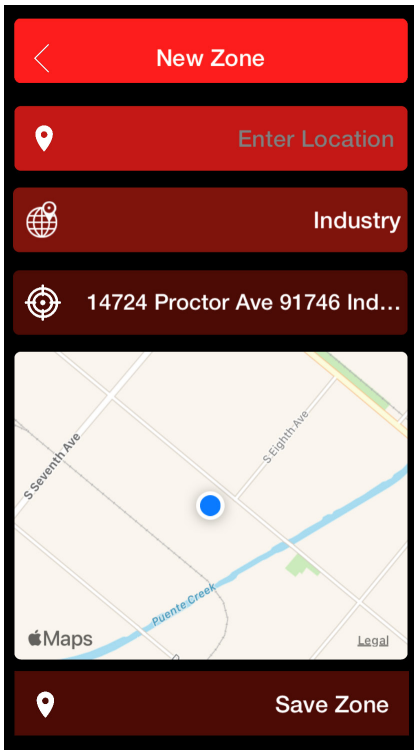 New Zone
Enter Location
Industry
14724 Proctor Ave 91746 Ind...
S Seventh Ave
S Eighth Ave
Puente Creek
Maps
Legal
Save Zone